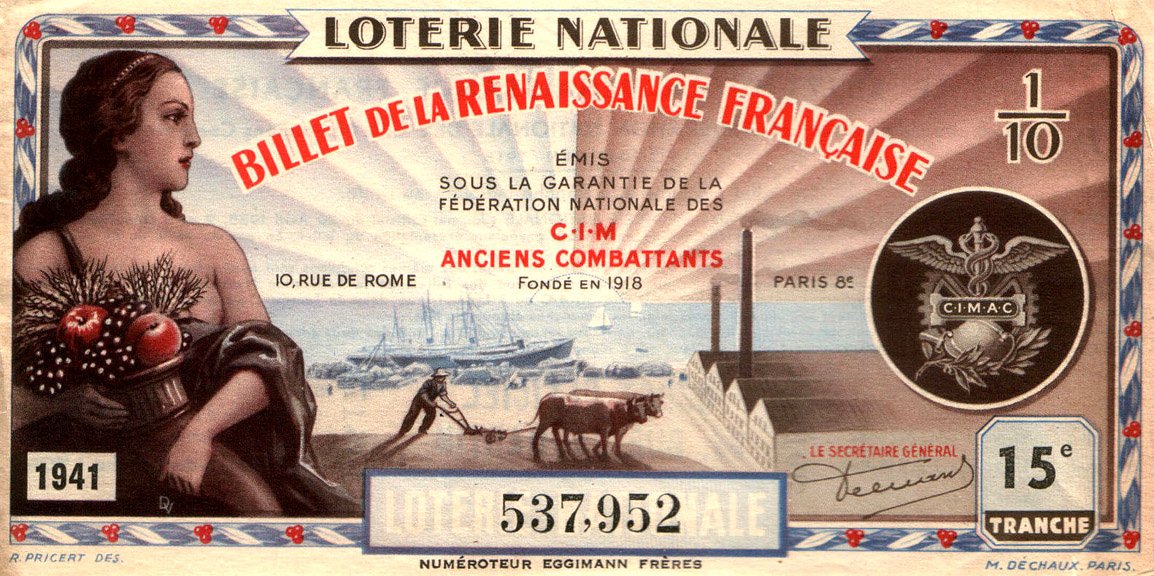 LOTERIE NATIONALE
BILLET DE LA RENAISSANCE FRANÇAISE
1/10
ÉMIS
SOUS LA GARANTIE DE LA
FÉDÉRATION NATIONALE DES
C·I·M
ANCIENS COMBATTANTS
10, RUE DE ROME
FONDÉ EN 1918
PARIS 8e
C·I·M·A·C
LE SECRÉTAIRE GÉNÉRAL
1941
LOTERIE NATIONALE
537,952
15e
TRANCHE
R. PRICERT DES.
NUMÉROTEUR EGGIMANN FRÈRES
M. DÉCHAUX. PARIS.